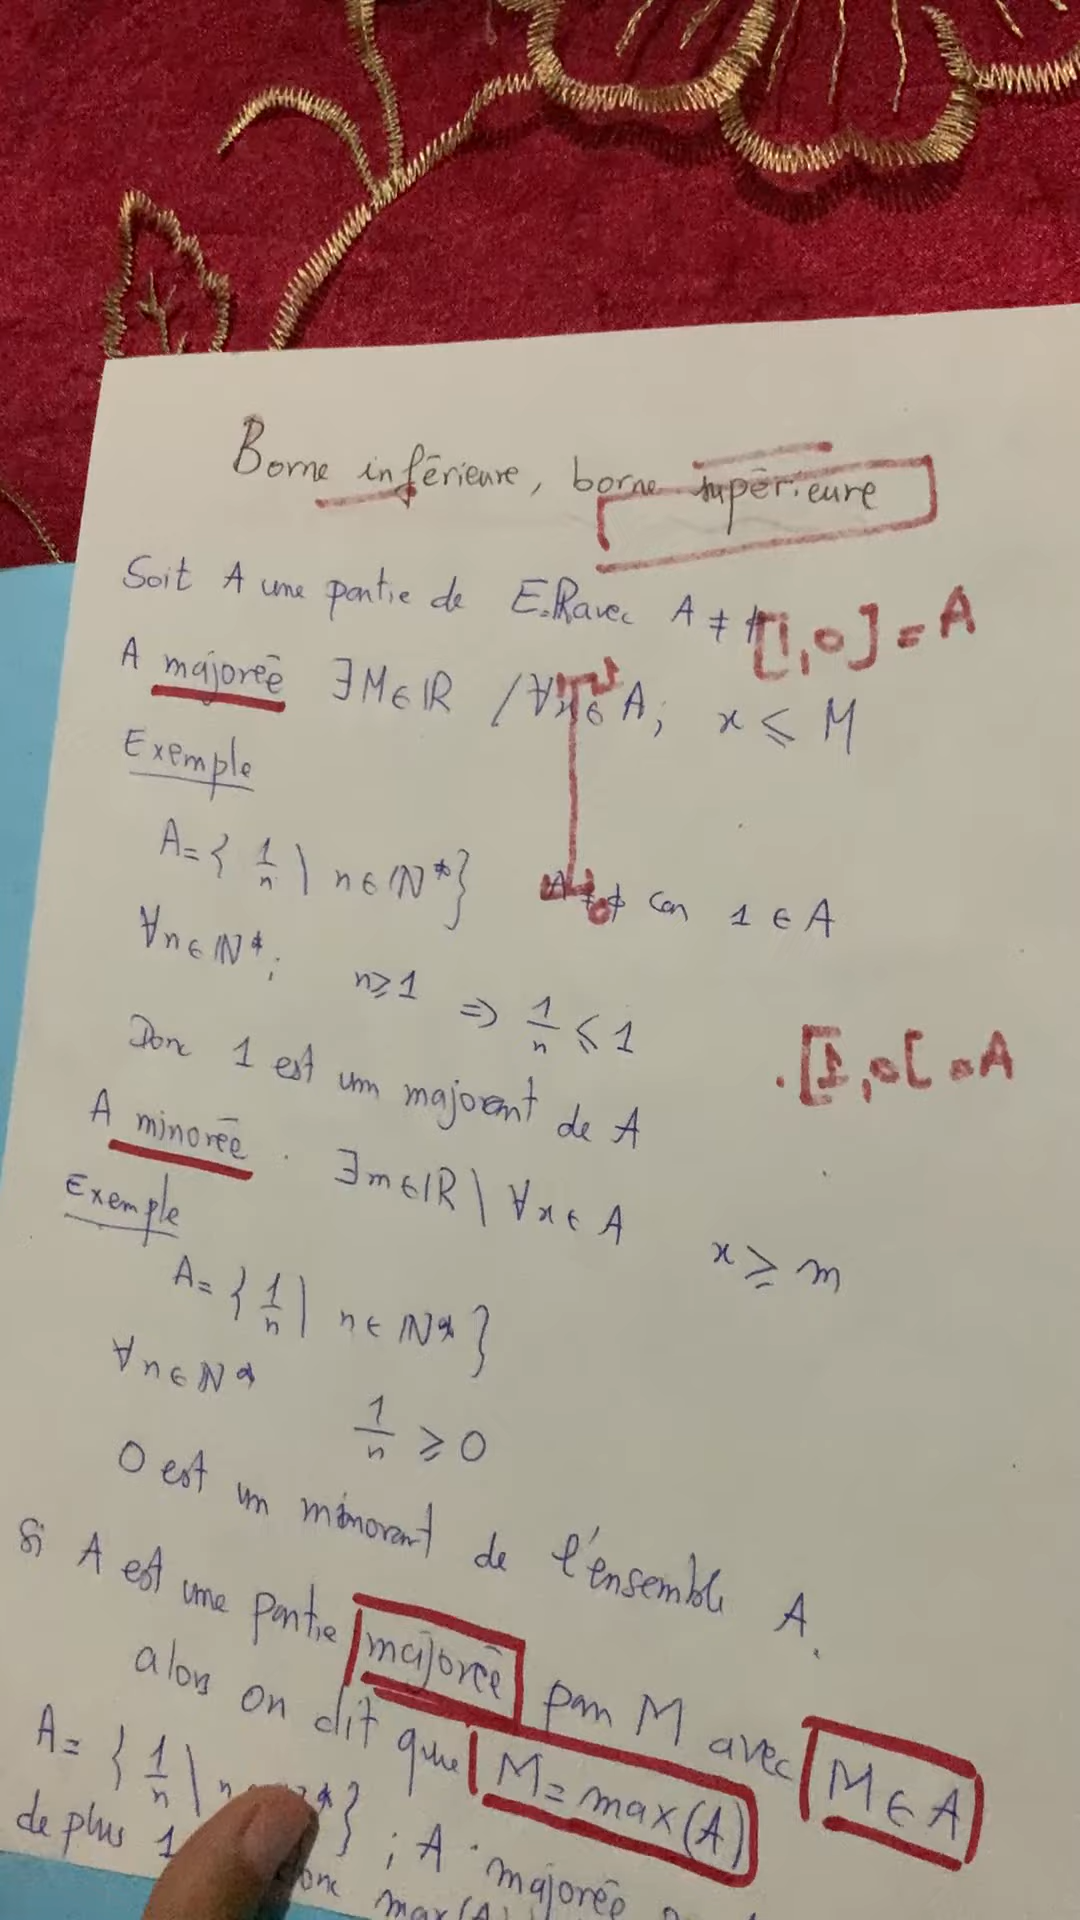 Borne inférieure, borne supérieure
Soit A une partie de E.R avec A ≠
A majorée ∃M∈ℝ /∀x∈A; x ⩽ M
Exemple
A={ 1/n | n∈ℕ* } A ≠ ∅ car 1 ∈ A
∀n∈ℕ*; n⩾1 ⇒ 1/n ⩽ 1
Donc 1 est un majorant de A
A minorée . ∃m∈ℝ \ ∀x∈A x ⩾ m
Exemple
A={ 1/n | n∈ℕ* }
∀n∈ℕ* 1/n ⩾ 0
0 est un minorant de l'ensemble A.
Si A est une partie majorée par M avec M∈A
alors on dit que M=max(A)
A={ 1/n \ n } ; A majorée
de plus 1 donc max(A)